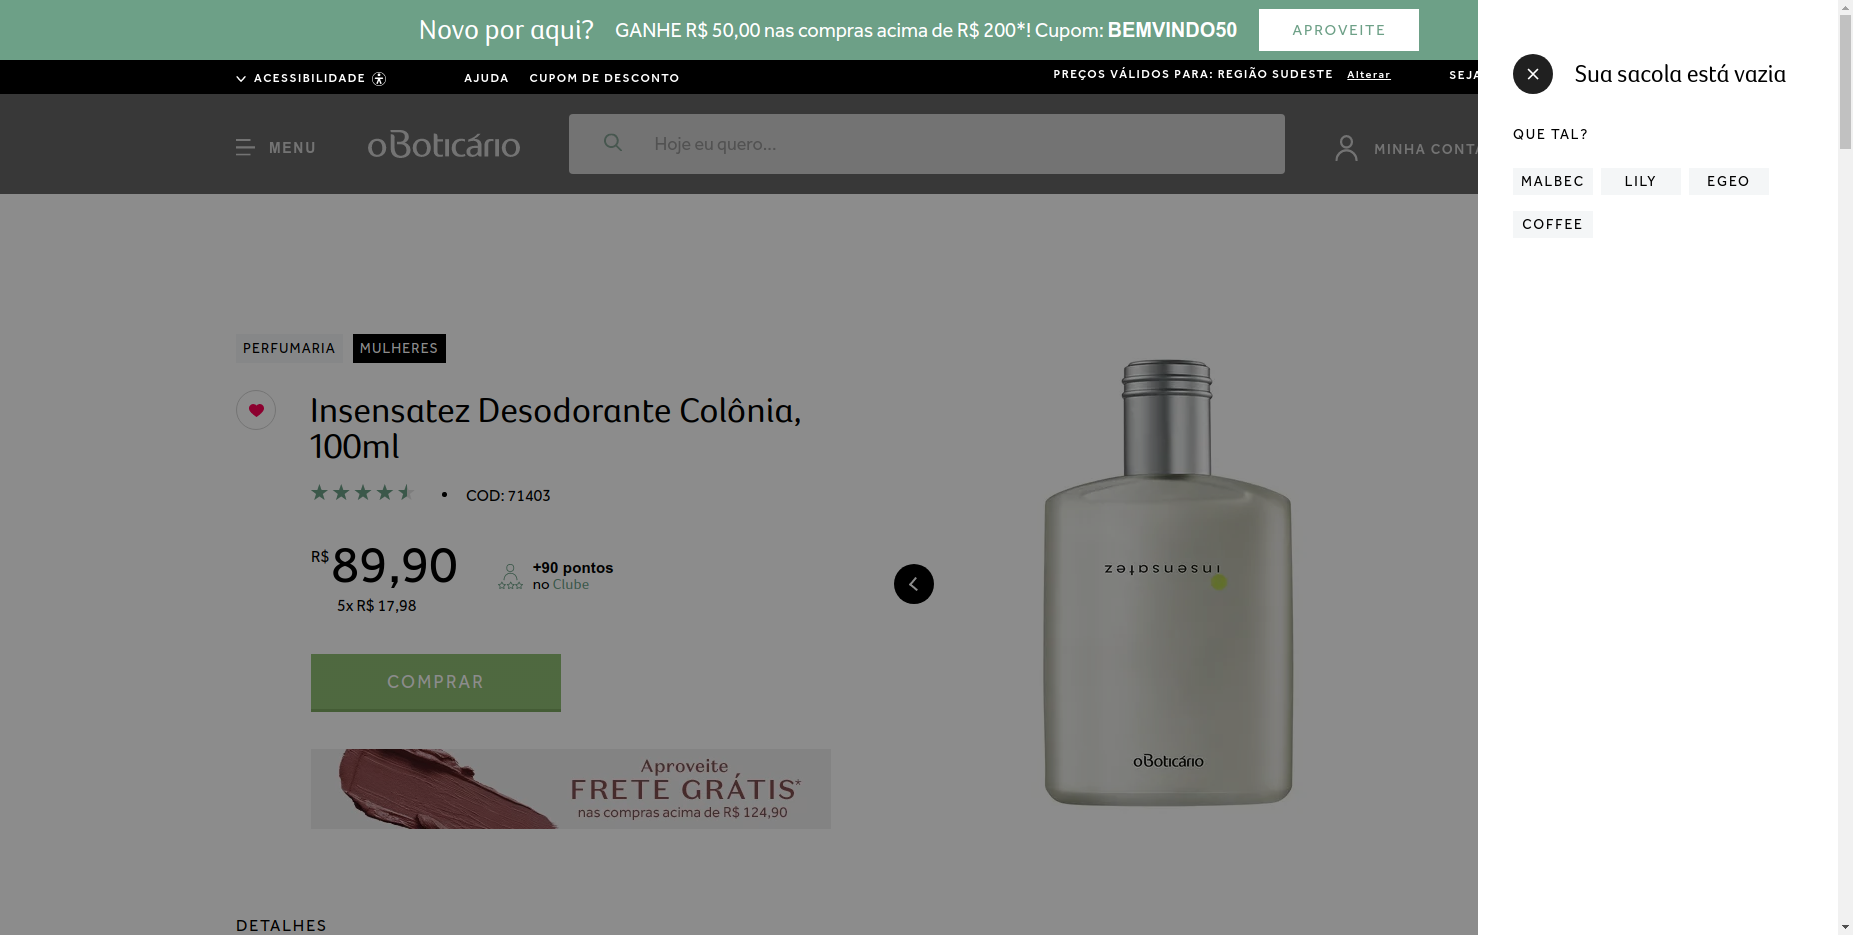 Novo por aqui? GANHE R$ 50,00 nas compras acima de R$ 200*! Cupom: BEMVINDO50 APROVEITE
ACESSIBILIDADE AJUDA CUPOM DE DESCONTO PREÇOS VÁLIDOS PARA: REGIÃO SUDESTE Alterar SEJA
MENU oBoticário Hoje eu quero... MINHA CONTA
Sua sacola está vazia
QUE TAL?
MALBEC LILY EGEO
COFFEE
PERFUMARIA MULHERES
Insensatez Desodorante Colônia,
100ml
COD: 71403
R$ 89,90
5x R$ 17,98
+90 pontos
no Clube
COMPRAR
Aproveite
FRETE GRÁTIS*
nas compras acima de R$ 124,90
insensatez
oBoticário
DETALHES